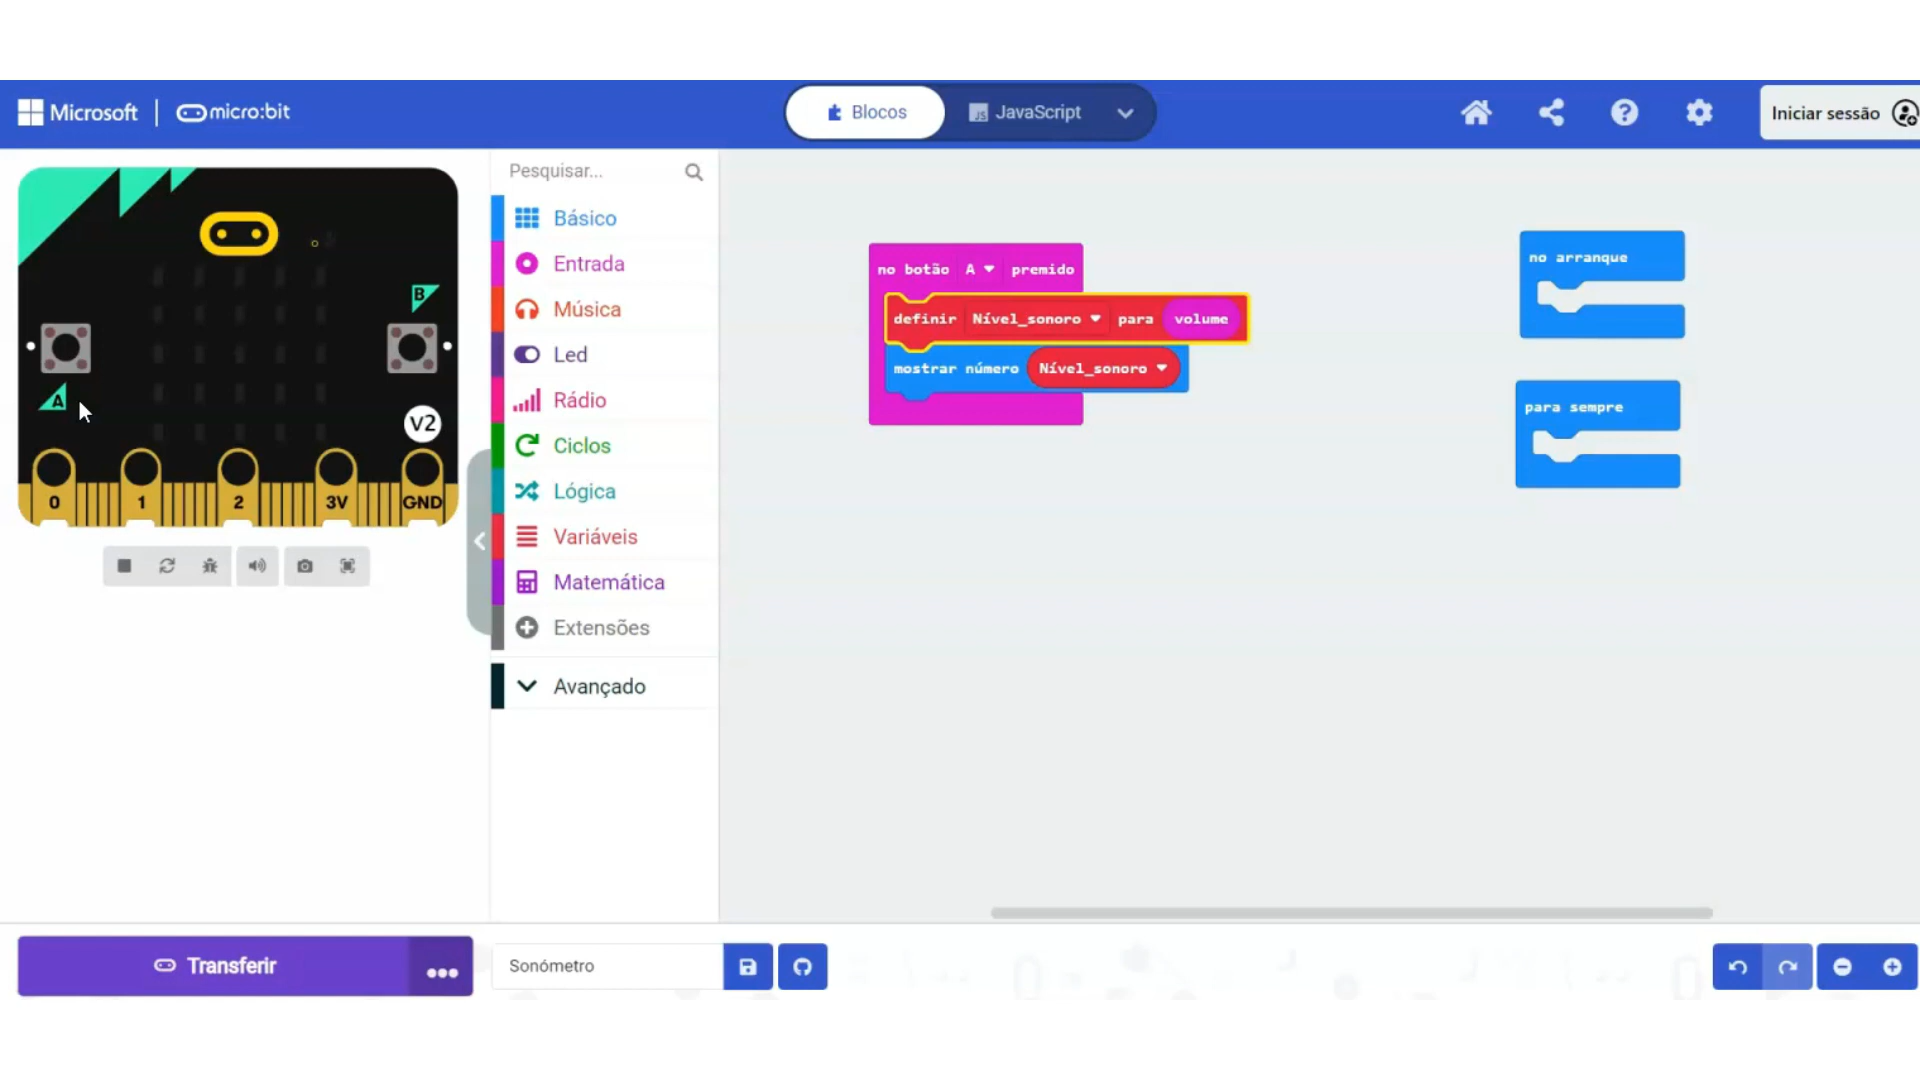 Microsoft | micro:bit
Blocos
JavaScript
Iniciar sessão
B
A
V2
0 1 2 3V GND
Pesquisar...
Básico
Entrada
Música
Led
Rádio
Ciclos
Lógica
Variáveis
Matemática
Extensões
Avançado
no botão A premido
definir Nível_sonoro para volume
mostrar número Nível_sonoro
no arranque
para sempre
Transferir
Sonómetro